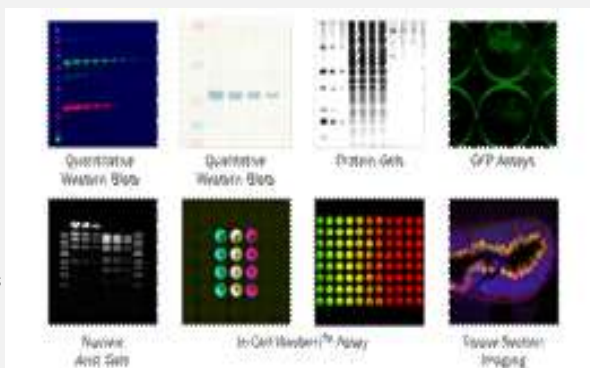 Quantitative
Western Blots
Qualitative
Western Blots
Protein Gels
GFP Assays
Nucleic
Acid Gels
In-Cell Western™ Assay
Tissue Section
Imaging